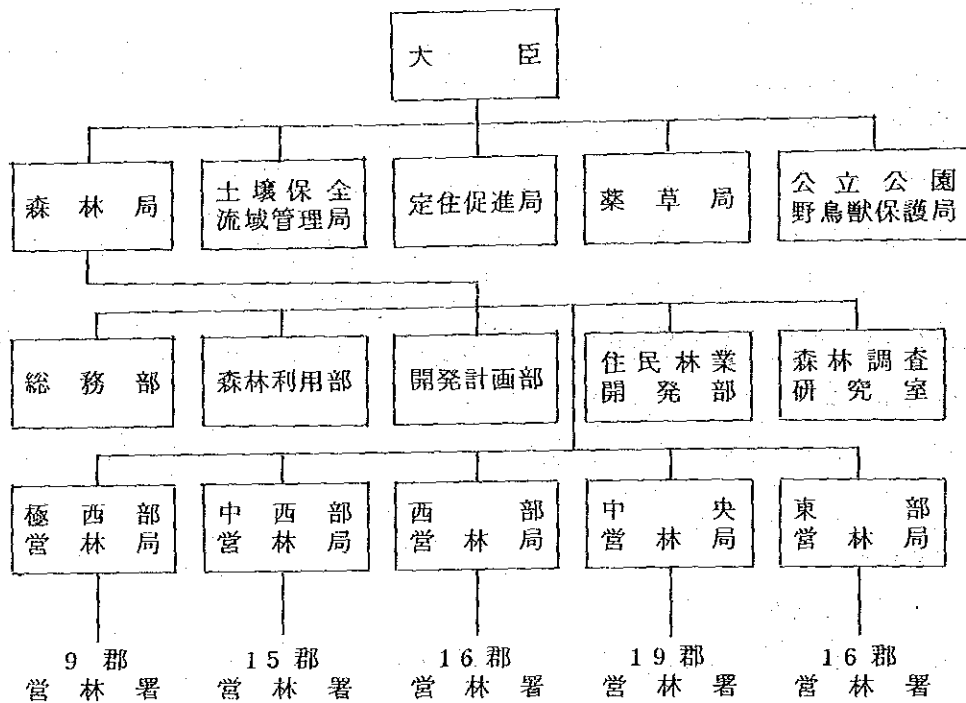 大臣
森林局
土壌保全
流域管理局
定住促進局
薬草局
公立公園
野鳥獣保護局
総務部
森林利用部
開発計画部
住民林業
開発部
森林調査
研究室
極西部
営林局
中西部
営林局
西部
営林局
中央
営林局
東部
営林局
9郡
営林署
15郡
営林署
16郡
営林署
19郡
営林署
16郡
営林署